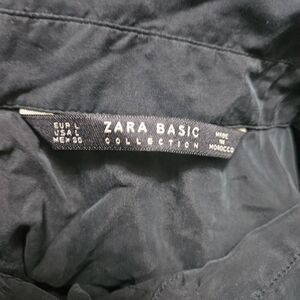 EUR L
USA L
MEX 30
ZARA BASIC
COLLECTION
MADE
IN
MOROCCO